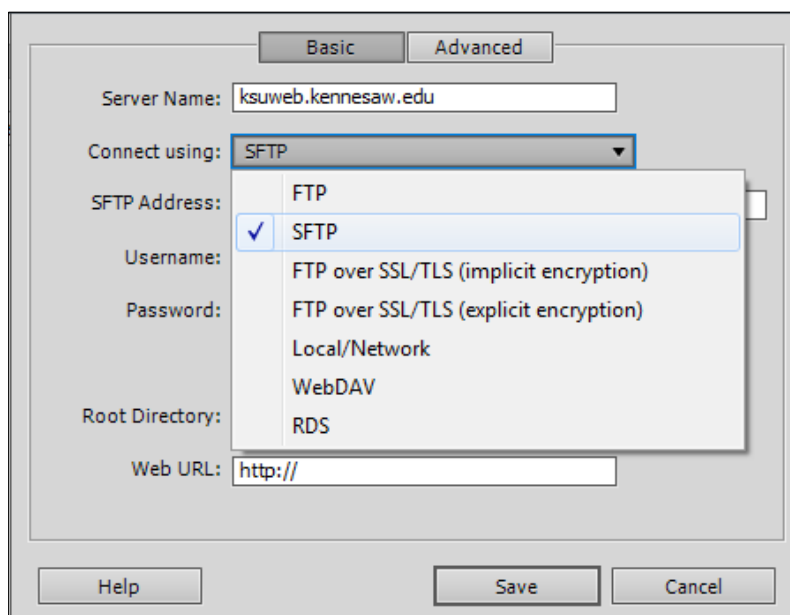 Basic Advanced
Server Name: ksuweb.kennesaw.edu
Connect using: SFTP
SFTP Address:
FTP
SFTP
Username:
FTP over SSL/TLS (implicit encryption)
Password:
FTP over SSL/TLS (explicit encryption)
Local/Network
WebDAV
Root Directory:
RDS
Web URL: http://
Help Save Cancel